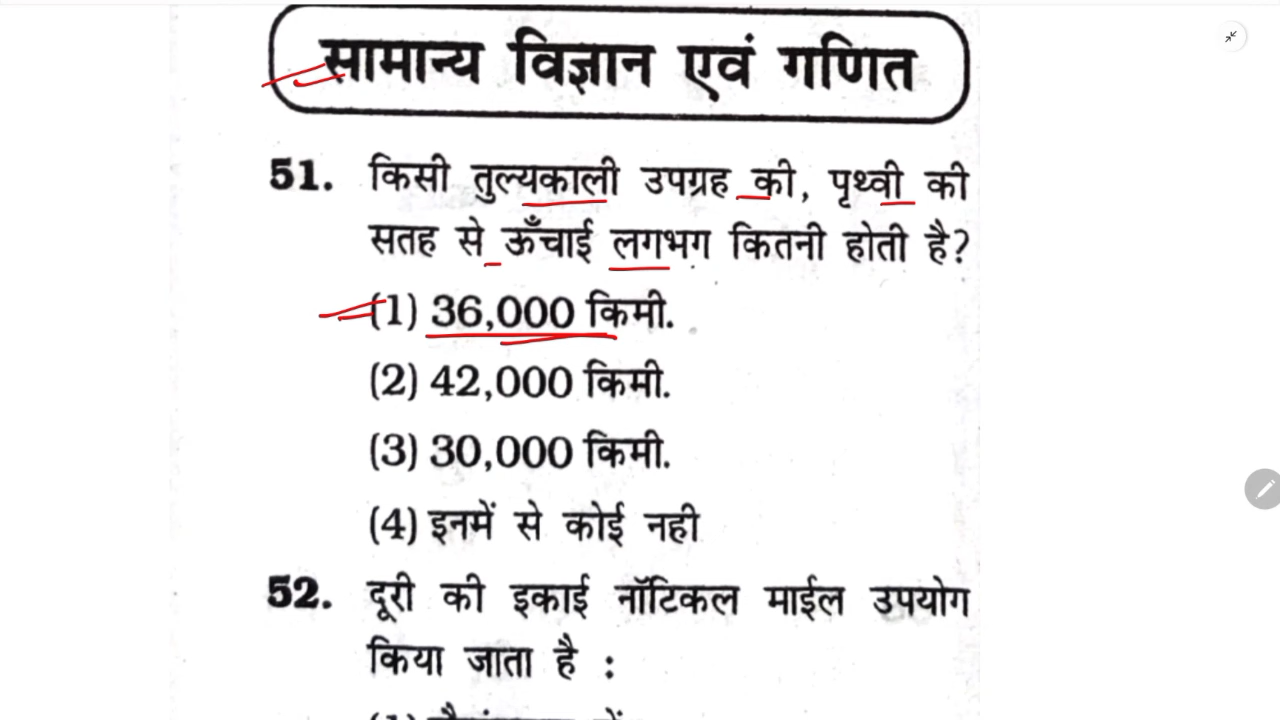 सामान्य विज्ञान एवं गणित
51. किसी तुल्यकाली उपग्रह की, पृथ्वी की
सतह से ऊँचाई लगभग कितनी होती है?
(1) 36,000 किमी.
(2) 42,000 किमी.
(3) 30,000 किमी.
(4) इनमें से कोई नही
52. दूरी की इकाई नॉटिकल माईल उपयोग
किया जाता है :